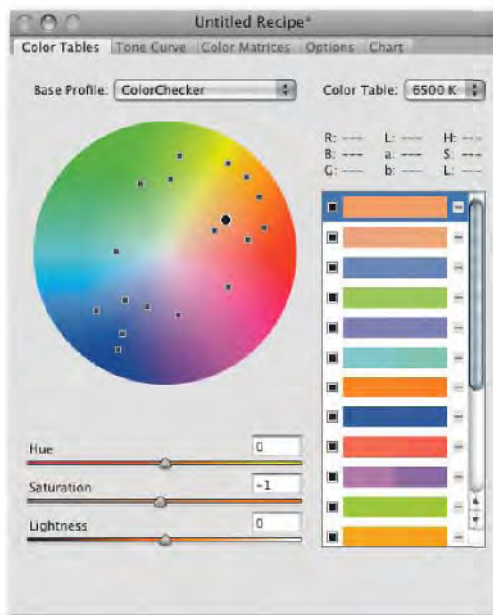 Untitled Recipe*
Color Tables Tone Curve Color Matrices Options Chart
Base Profile: ColorChecker Color Table: 6500 K
R: --- L: --- H: ---
B: --- a: --- S: ---
G: --- b: --- L: ---
Hue 0
Saturation -1
Lightness 0